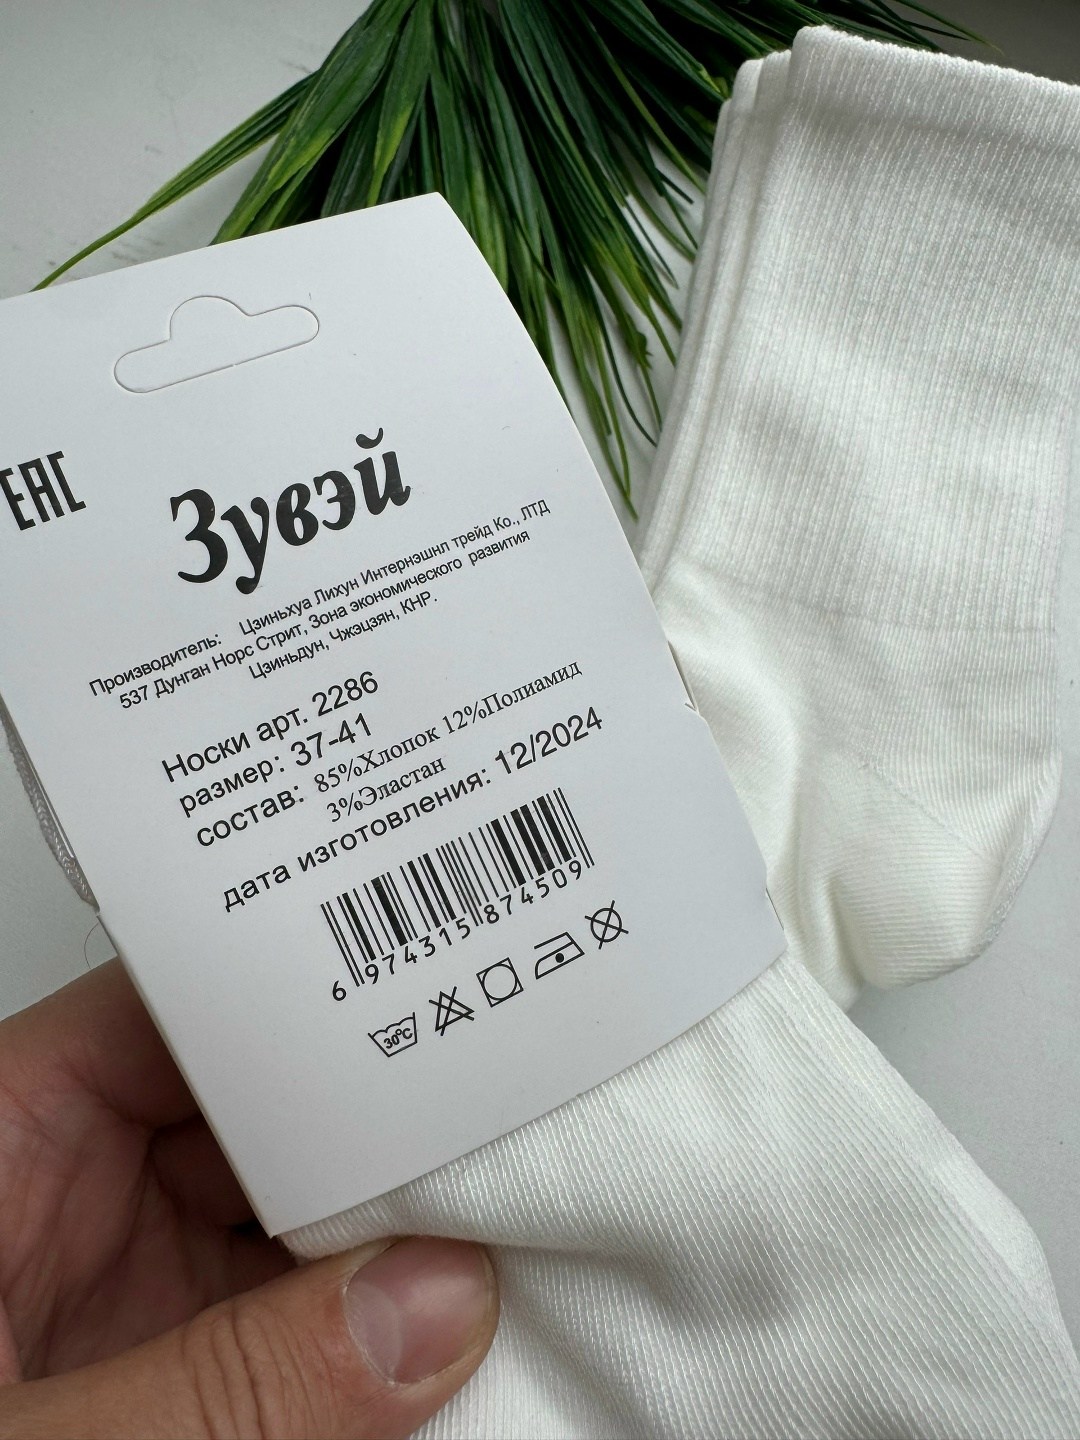 EAC
Зувэй
Производитель: Цзиньхуа Лихун Интернэшнл трейд Ко., ЛТД
537 Дунган Норс Стрит, Зона экономического развития
Цзиньдун, Чжэцзян, КНР.
Носки арт. 2286
размер: 37-41
состав: 85%Хлопок 12%Полиамид
3%Эластан
дата изготовления: 12/2024
6 974315 874509
30°C